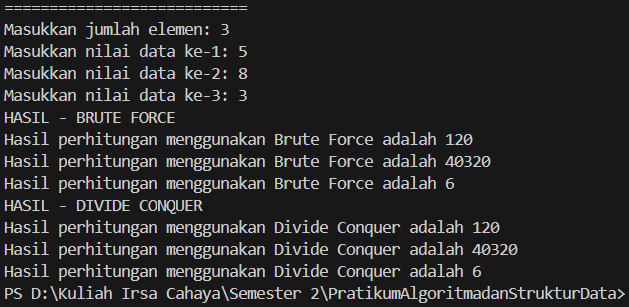 ===========================
Masukkan jumlah elemen: 3
Masukkan nilai data ke-1: 5
Masukkan nilai data ke-2: 8
Masukkan nilai data ke-3: 3
HASIL - BRUTE FORCE
Hasil perhitungan menggunakan Brute Force adalah 120
Hasil perhitungan menggunakan Brute Force adalah 40320
Hasil perhitungan menggunakan Brute Force adalah 6
HASIL - DIVIDE CONQUER
Hasil perhitungan menggunakan Divide Conquer adalah 120
Hasil perhitungan menggunakan Divide Conquer adalah 40320
Hasil perhitungan menggunakan Divide Conquer adalah 6
PS D:\Kuliah Irsa Cahaya\Semester 2\PratikumAlgoritmadanStrukturData>